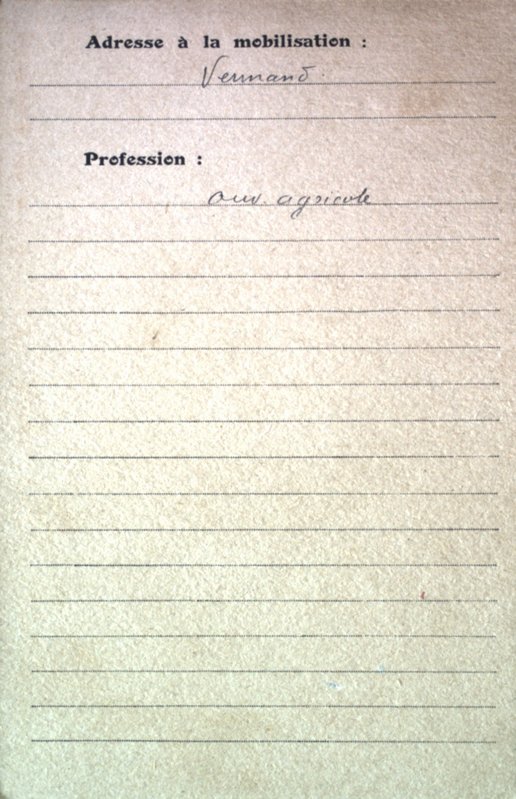 Adresse à la mobilisation :
Vermand.
Profession :
ouv. agricole